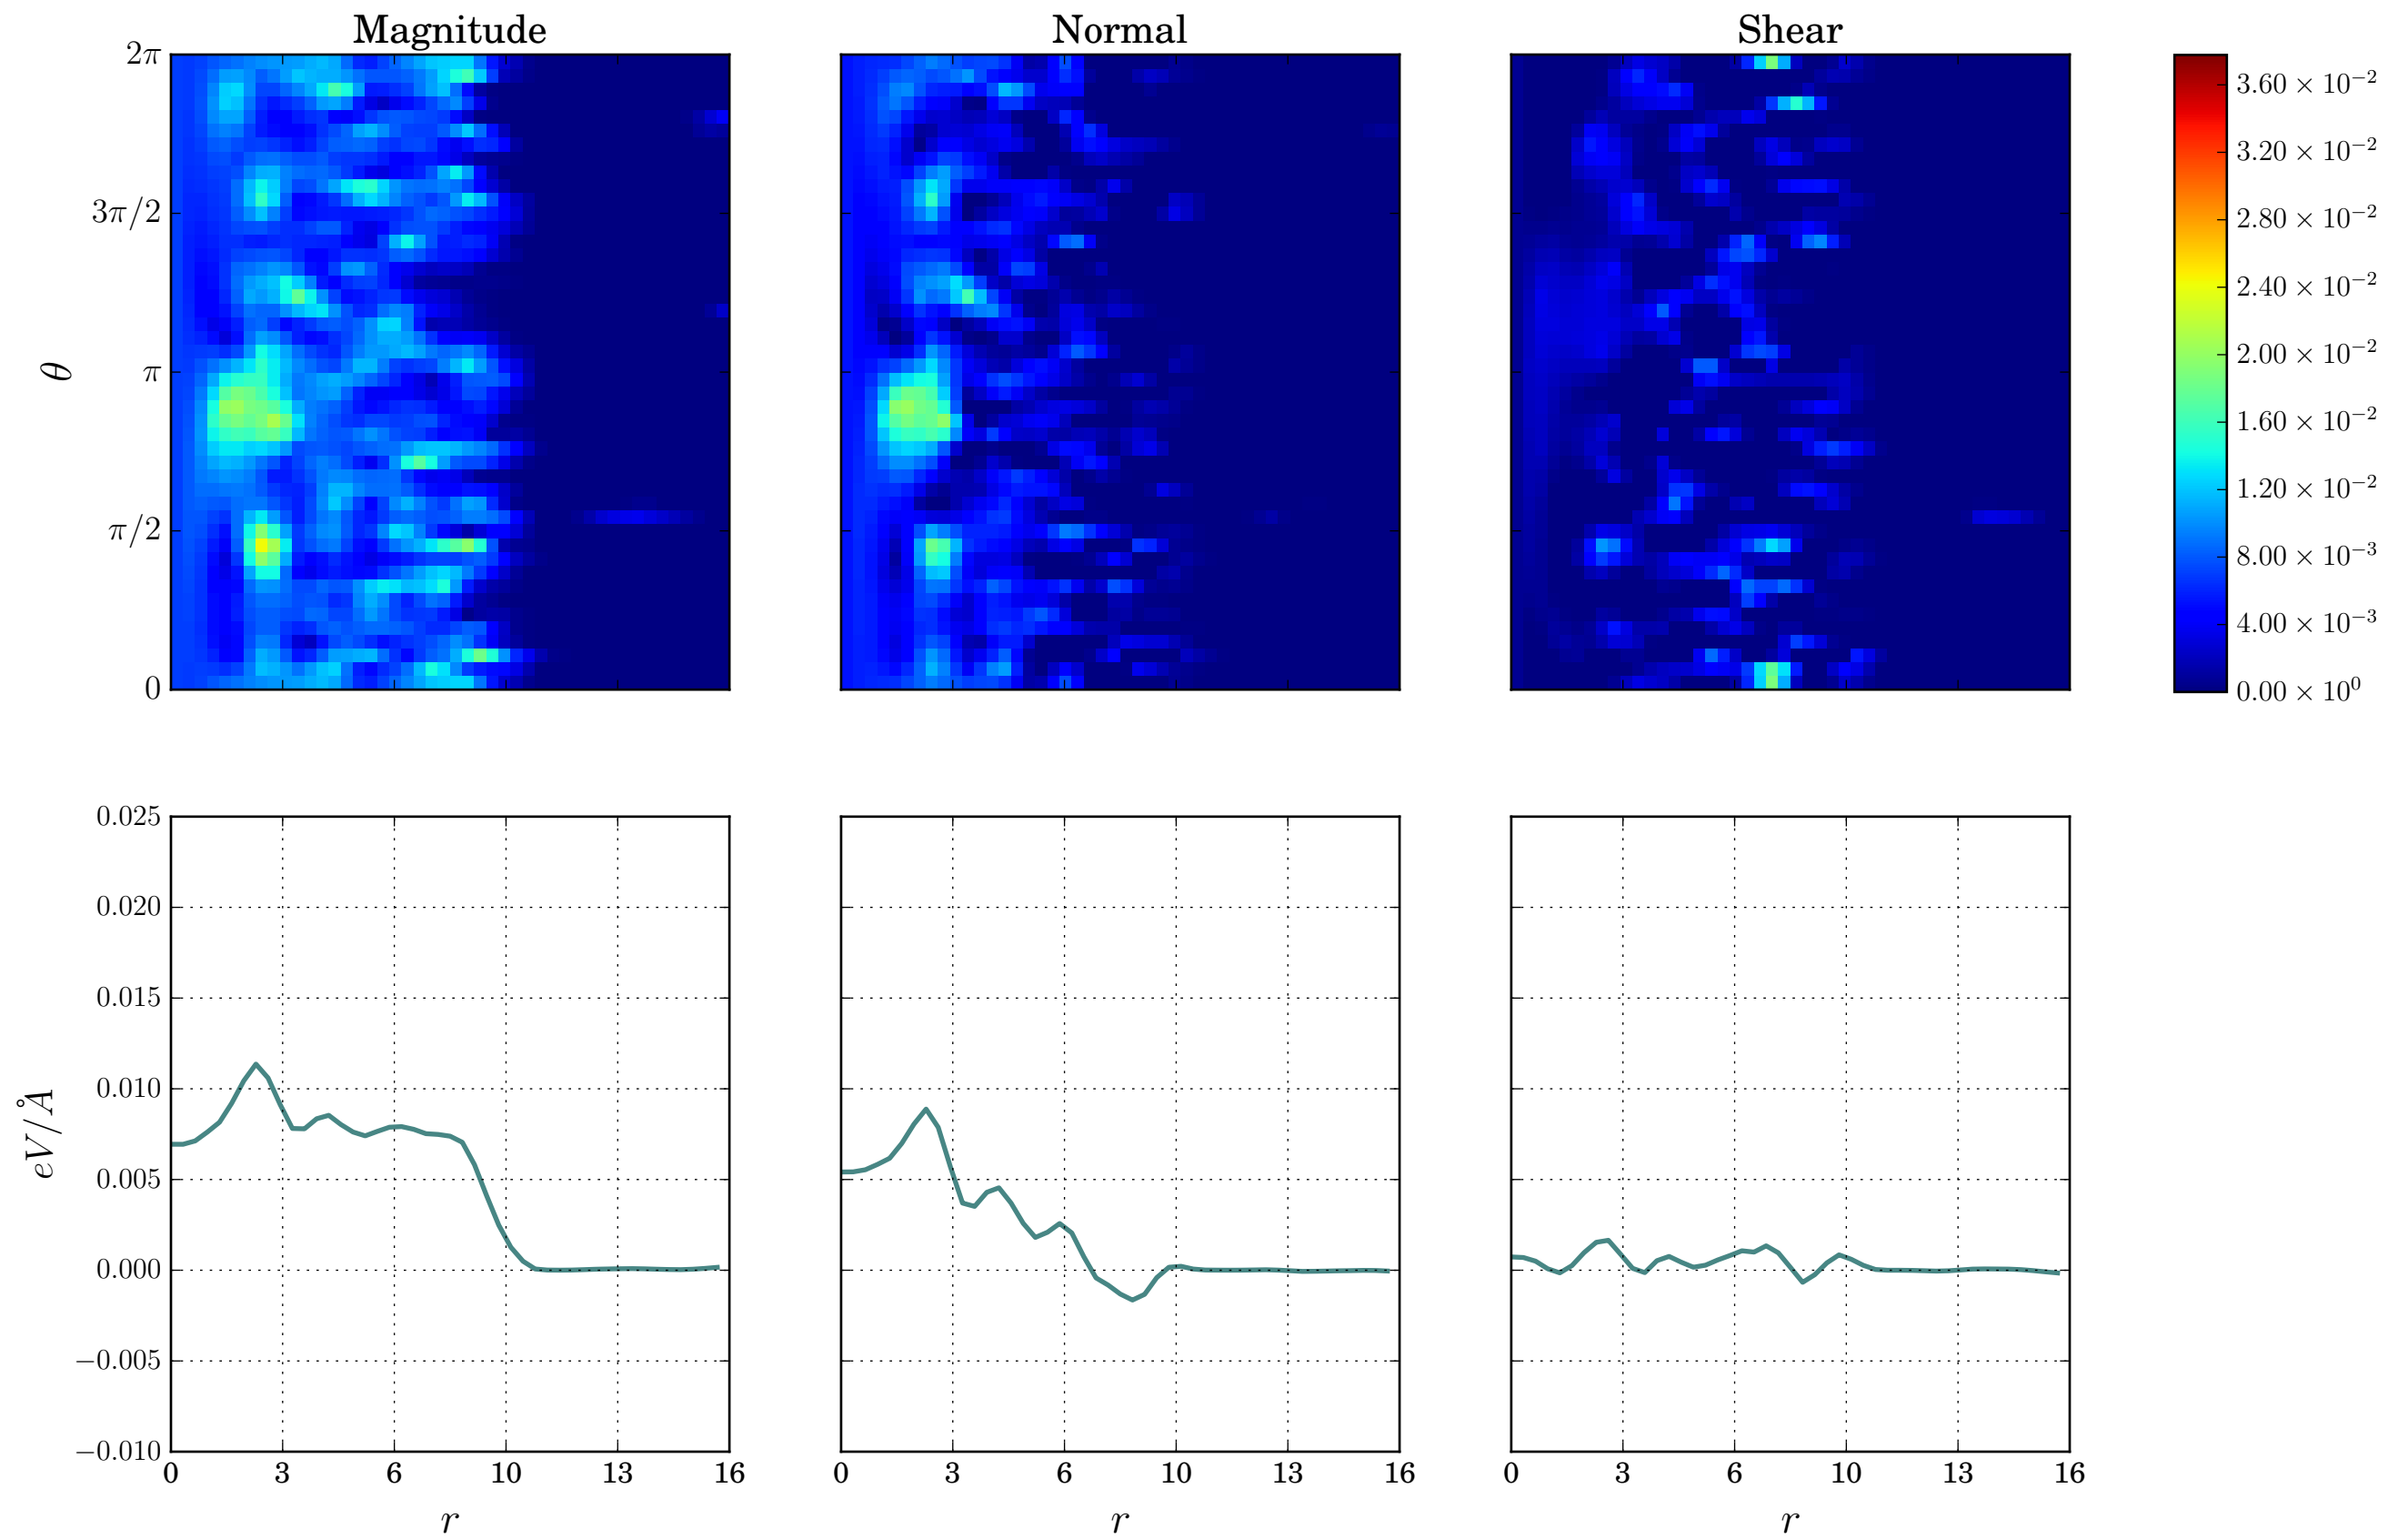 Magnitude Normal Shear
2π
3π/2
π
π/2
0
θ
3.60 × 10⁻²
3.20 × 10⁻²
2.80 × 10⁻²
2.40 × 10⁻²
2.00 × 10⁻²
1.60 × 10⁻²
1.20 × 10⁻²
8.00 × 10⁻³
4.00 × 10⁻³
0.00 × 10⁰
0.025
0.020
0.015
0.010
0.005
0.000
−0.005
−0.010
eV/Å
0 3 6 10 13 16 0 3 6 10 13 16 0 3 6 10 13 16
r r r